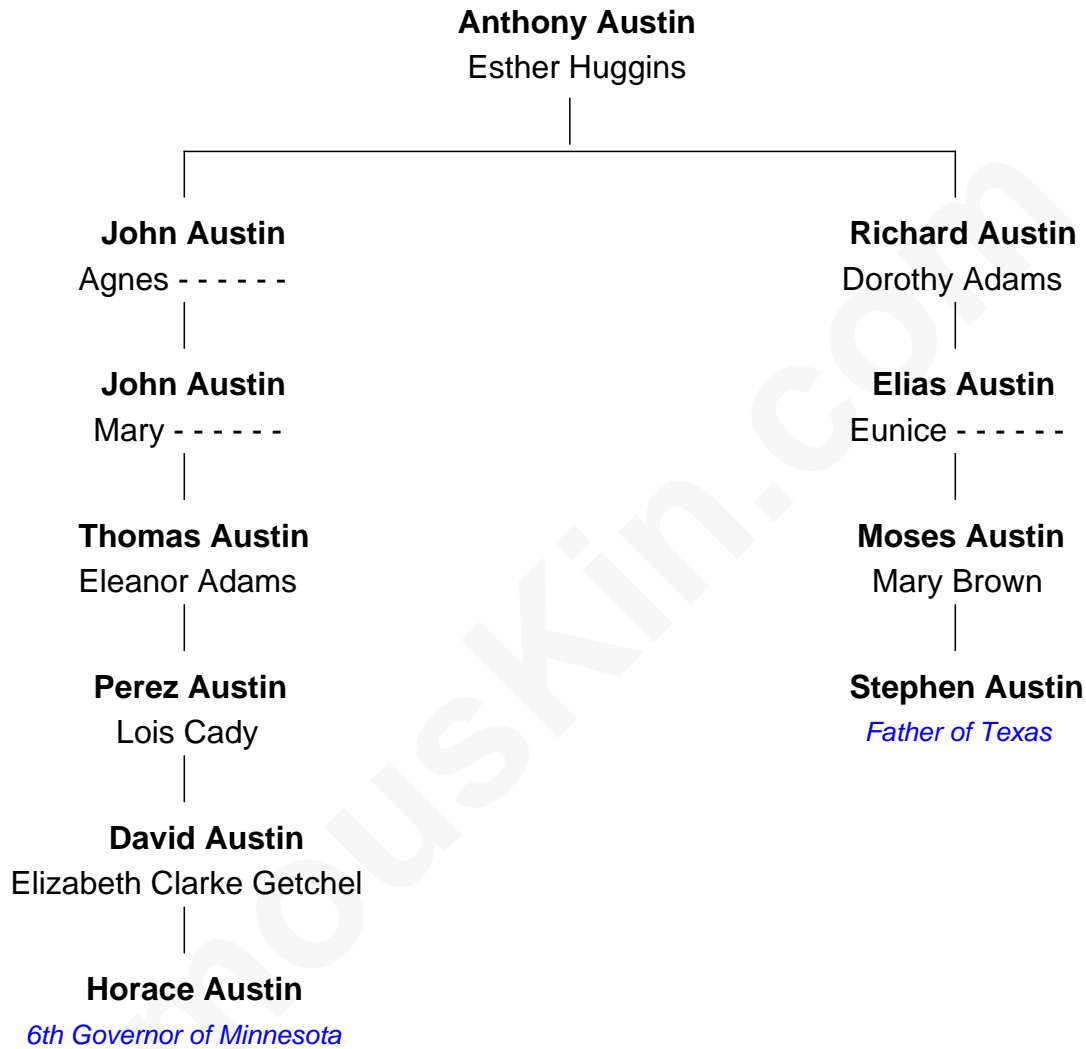 Anthony Austin
Esther Huggins
John Austin
Agnes - - - - - -
Richard Austin
Dorothy Adams
John Austin
Mary - - - - - -
Elias Austin
Eunice - - - - - -
Thomas Austin
Eleanor Adams
Moses Austin
Mary Brown
Perez Austin
Lois Cady
Stephen Austin
Father of Texas
David Austin
Elizabeth Clarke Getchel
Horace Austin
6th Governor of Minnesota
mouskin.com